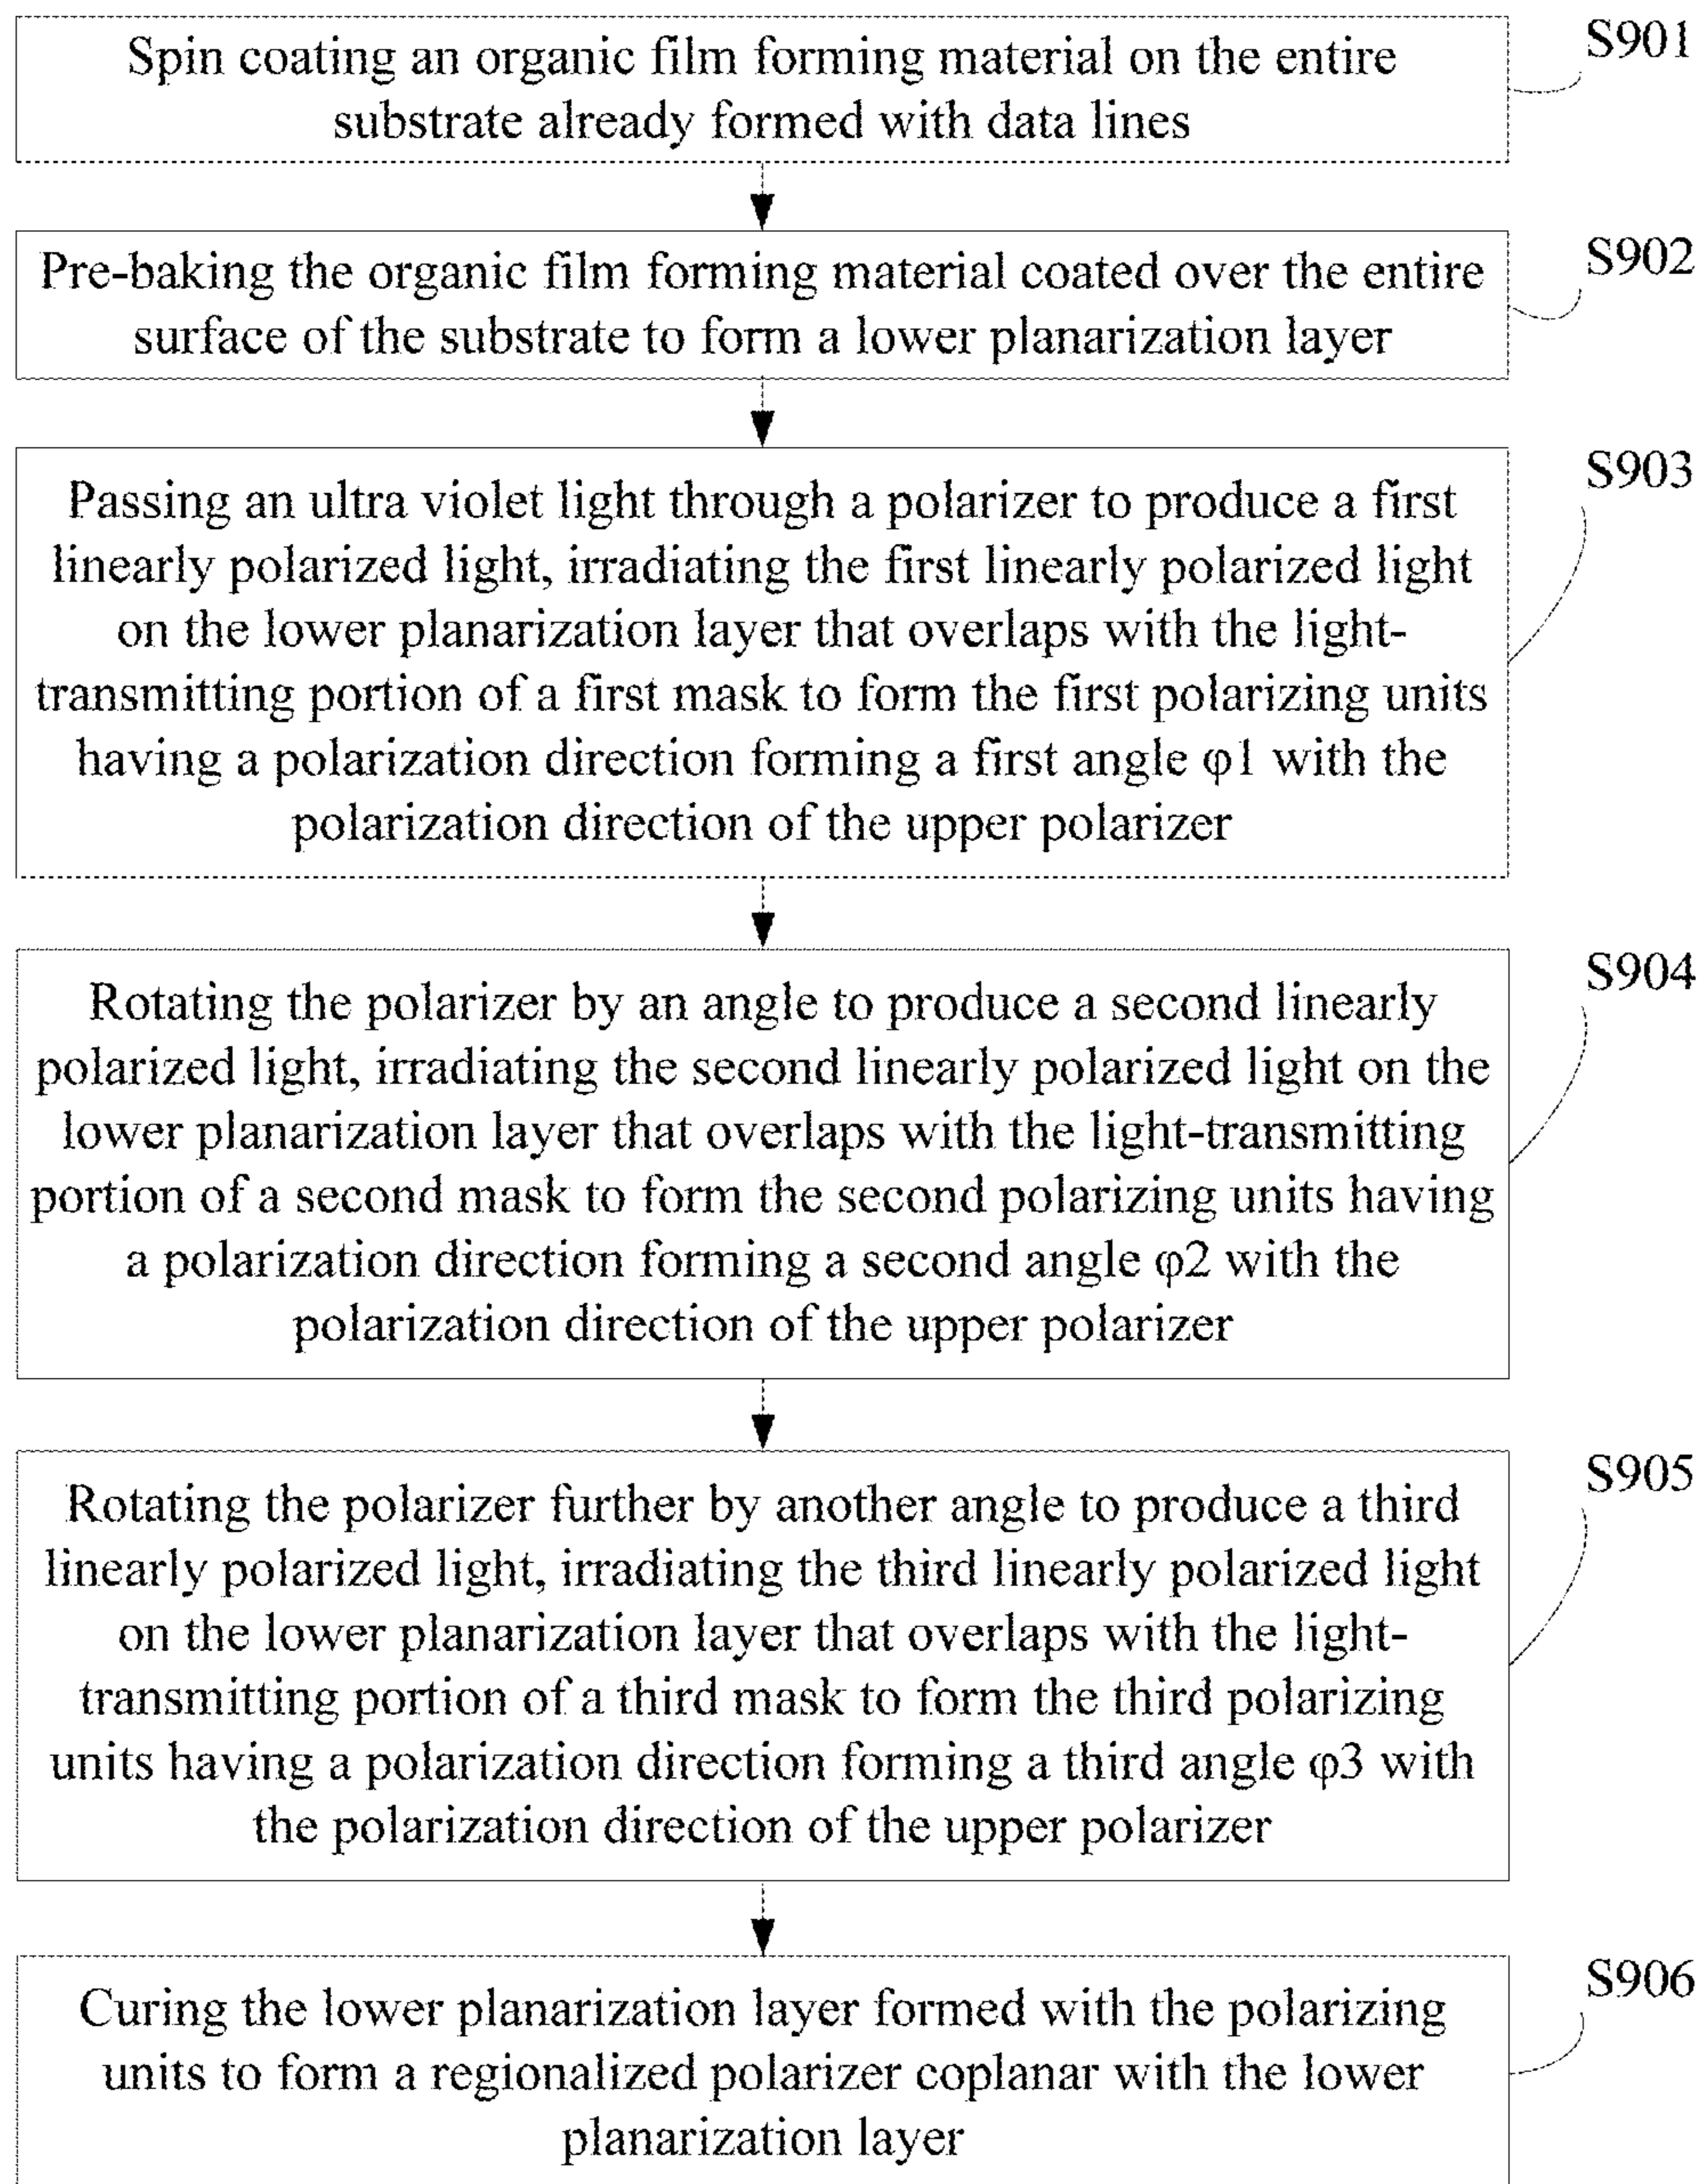 Spin coating an organic film forming material on the entire
substrate already formed with data lines
S901
Pre-baking the organic film forming material coated over the entire
surface of the substrate to form a lower planarization layer
S902
Passing an ultra violet light through a polarizer to produce a first
linearly polarized light, irradiating the first linearly polarized light
on the lower planarization layer that overlaps with the light-
transmitting portion of a first mask to form the first polarizing units
having a polarization direction forming a first angle φ1 with the
polarization direction of the upper polarizer
S903
Rotating the polarizer by an angle to produce a second linearly
polarized light, irradiating the second linearly polarized light on the
lower planarization layer that overlaps with the light-transmitting
portion of a second mask to form the second polarizing units having
a polarization direction forming a second angle φ2 with the
polarization direction of the upper polarizer
S904
Rotating the polarizer further by another angle to produce a third
linearly polarized light, irradiating the third linearly polarized light
on the lower planarization layer that overlaps with the light-
transmitting portion of a third mask to form the third polarizing
units having a polarization direction forming a third angle φ3 with
the polarization direction of the upper polarizer
S905
Curing the lower planarization layer formed with the polarizing
units to form a regionalized polarizer coplanar with the lower
planarization layer
S906